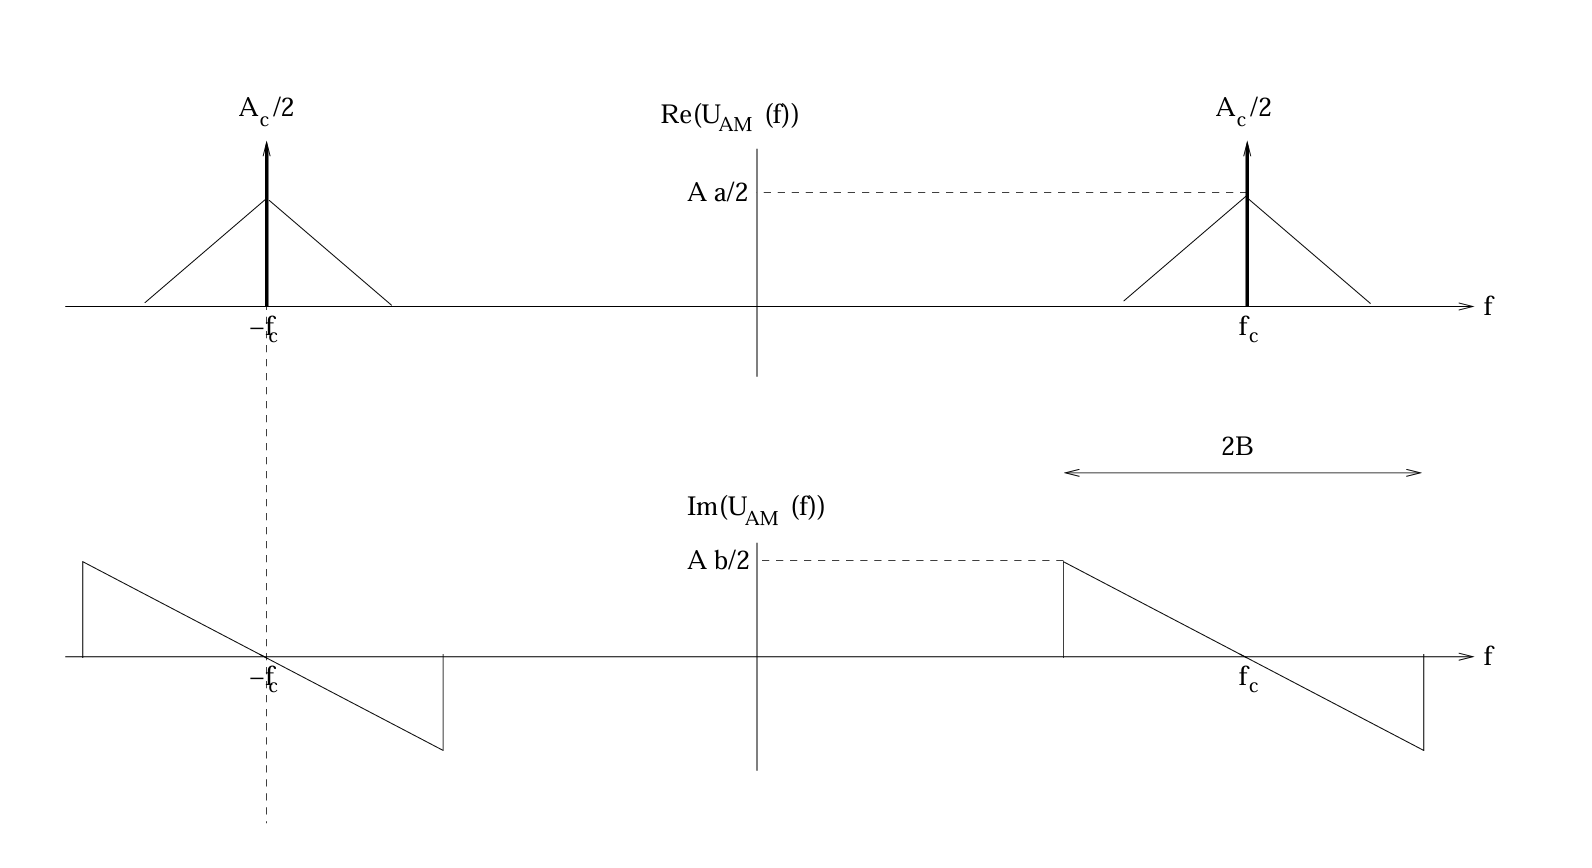 A_c/2
Re(U_AM (f))
A_c/2
A a/2
f
–f_c
f_c
2B
Im(U_AM (f))
A b/2
f
–f_c
f_c